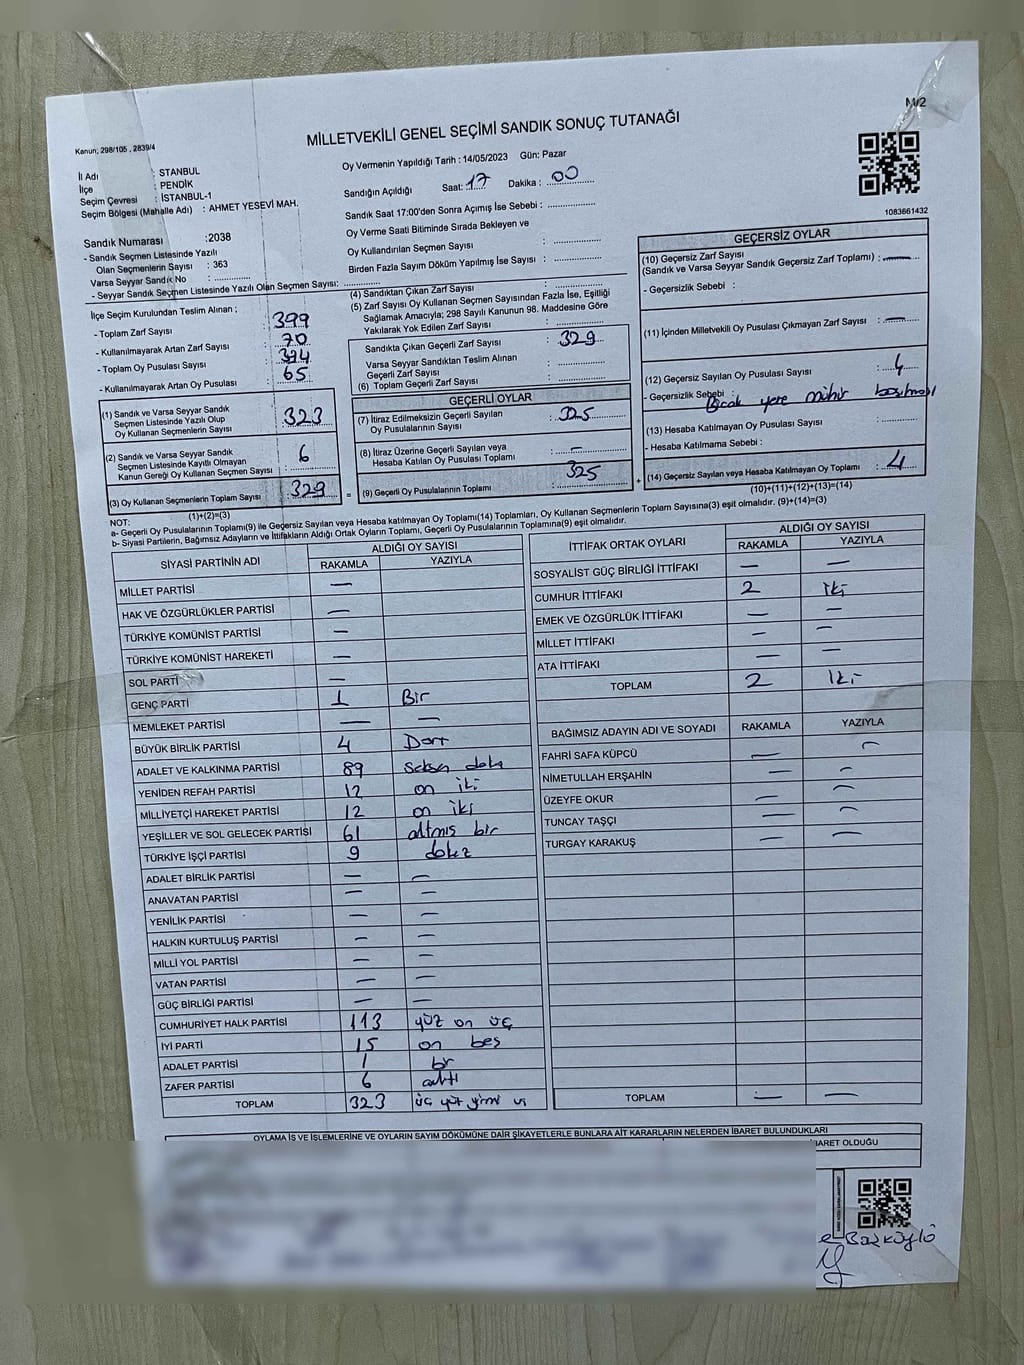 M/2
MİLLETVEKİLİ GENEL SEÇİMİ SANDIK SONUÇ TUTANAĞI
Kanun; 298/105 , 2839/4
İl Adı : STANBUL
İlçe : PENDİK
Seçim Çevresi : İSTANBUL-1
Seçim Bölgesi (Mahalle Adı) : AHMET YESEVİ MAH.
Oy Vermenin Yapıldığı Tarih : 14/05/2023 Gün: Pazar
Sandığın Açıldığı Saat: 17 Dakika : 00
Sandık Saat 17:00'den Sonra Açımış İse Sebebi :
Oy Verme Saati Bitiminde Sırada Bekleyen ve
Oy Kullandırılan Seçmen Sayısı :
Birden Fazla Sayım Döküm Yapılmış İse Sayısı :
1083861432
Sandık Numarası :2038
- Sandık Seçmen Listesinde Yazılı
Olan Seçmenlerin Sayısı : 363
Varsa Seyyar Sandık No :
- Seyyar Sandık Seçmen Listesinde Yazılı Olan Seçmen Sayısı:
İlçe Seçim Kurulundan Teslim Alınan ;
- Toplam Zarf Sayısı : 399
- Kullanılmayarak Artan Zarf Sayısı : 70
- Toplam Oy Pusulası Sayısı : 394
- Kullanılmayarak Artan Oy Pusulası : 65
(1) Sandık ve Varsa Seyyar Sandık
Seçmen Listesinde Yazılı Olup
Oy Kullanan Seçmenlerin Sayısı : 323
(2) Sandık ve Varsa Seyyar Sandık
Seçmen Listesinde Kayıtlı Olmayan
Kanun Gereği Oy Kullanan Seçmen Sayısı : 6
(3) Oy Kullanan Seçmenlerin Toplam Sayısı : 329
(1)+(2)=(3)
(4) Sandıktan Çıkan Zarf Sayısı :
(5) Zarf Sayısı Oy Kullanan Seçmen Sayısından Fazla İse, Eşitliği
Sağlamak Amacıyla; 298 Sayılı Kanunun 98. Maddesine Göre
Yakılarak Yok Edilen Zarf Sayısı :
Sandıkta Çıkan Geçerli Zarf Sayısı : 329
Varsa Seyyar Sandıktan Teslim Alınan
Geçerli Zarf Sayısı :
(6) Toplam Geçerli Zarf Sayısı :
GEÇERLİ OYLAR
(7) İtiraz Edilmeksizin Geçerli Sayılan
Oy Pusulalarının Sayısı : 325
(8) İtiraz Üzerine Geçerli Sayılan veya
Hesaba Katılan Oy Pusulası Toplamı : —
(9) Geçerli Oy Pusulalarının Toplamı : 325
GEÇERSİZ OYLAR
(10) Geçersiz Zarf Sayısı
(Sandık ve Varsa Seyyar Sandık Geçersiz Zarf Toplamı) : —
- Geçersizlik Sebebi :
(11) İçinden Milletvekili Oy Pusulası Çıkmayan Zarf Sayısı : —
(12) Geçersiz Sayılan Oy Pusulası Sayısı : 4
- Geçersizlik Sebebi : yere mühür basılması
(13) Hesaba Katılmayan Oy Pusulası Sayısı :
- Hesaba Katılmama Sebebi :
(14) Geçersiz Sayılan veya Hesaba Katılmayan Oy Toplamı : 4
(10)+(11)+(12)+(13)=(14)
NOT:
a- Geçerli Oy Pusulalarının Toplamı(9) ile Geçersiz Sayılan veya Hesaba katılmayan Oy Toplamı(14) Toplamları, Oy Kullanan Seçmenlerin Toplam Sayısına(3) eşit olmalıdır. (9)+(14)=(3)
b- Siyasi Partilerin, Bağımsız Adayların ve İttifakların Aldığı Ortak Oyların Toplamı, Geçerli Oy Pusulalarının Toplamına(9) eşit olmalıdır.
SİYASİ PARTİNİN ADI ALDIĞI OY SAYISI
RAKAMLA YAZIYLA
MİLLET PARTİSİ —
HAK VE ÖZGÜRLÜKLER PARTİSİ —
TÜRKİYE KOMÜNİST PARTİSİ —
TÜRKİYE KOMÜNİST HAREKETİ —
SOL PARTİ —
GENÇ PARTİ 1 Bir
MEMLEKET PARTİSİ — —
BÜYÜK BİRLİK PARTİSİ 4 Dört
ADALET VE KALKINMA PARTİSİ 89 seksen dokuz
YENİDEN REFAH PARTİSİ 12 on iki
MİLLİYETÇİ HAREKET PARTİSİ 12 on iki
YEŞİLLER VE SOL GELECEK PARTİSİ 61 altmış bir
TÜRKİYE İŞÇİ PARTİSİ 9 dokuz
ADALET BİRLİK PARTİSİ — —
ANAVATAN PARTİSİ — —
YENİLİK PARTİSİ — —
HALKIN KURTULUŞ PARTİSİ — —
MİLLİ YOL PARTİSİ — —
VATAN PARTİSİ — —
GÜÇ BİRLİĞİ PARTİSİ — —
CUMHURİYET HALK PARTİSİ 113 yüz on üç
İYİ PARTİ 15 on beş
ADALET PARTİSİ 1 bir
ZAFER PARTİSİ 6 altı
TOPLAM 323 üç yüz yirmi üç
İTTİFAK ORTAK OYLARI ALDIĞI OY SAYISI
RAKAMLA YAZIYLA
SOSYALİST GÜÇ BİRLİĞİ İTTİFAKI — —
CUMHUR İTTİFAKI 2 iki
EMEK VE ÖZGÜRLÜK İTTİFAKI — —
MİLLET İTTİFAKI — —
ATA İTTİFAKI — —
TOPLAM 2 iki
BAĞIMSIZ ADAYIN ADI VE SOYADI RAKAMLA YAZIYLA
FAHRİ SAFA KÜPCÜ — —
NİMETULLAH ERŞAHİN — —
ÜZEYFE OKUR — —
TUNCAY TAŞÇI — —
TURGAY KARAKUŞ — —
TOPLAM — —
OYLAMA İŞ VE İŞLEMLERİNE VE OYLARIN SAYIM DÖKÜMÜNE DAİR ŞİKAYETLERLE BUNLARA AİT KARARLARIN NELERDEN İBARET BULUNDUKLARI
İBARET OLDUĞU